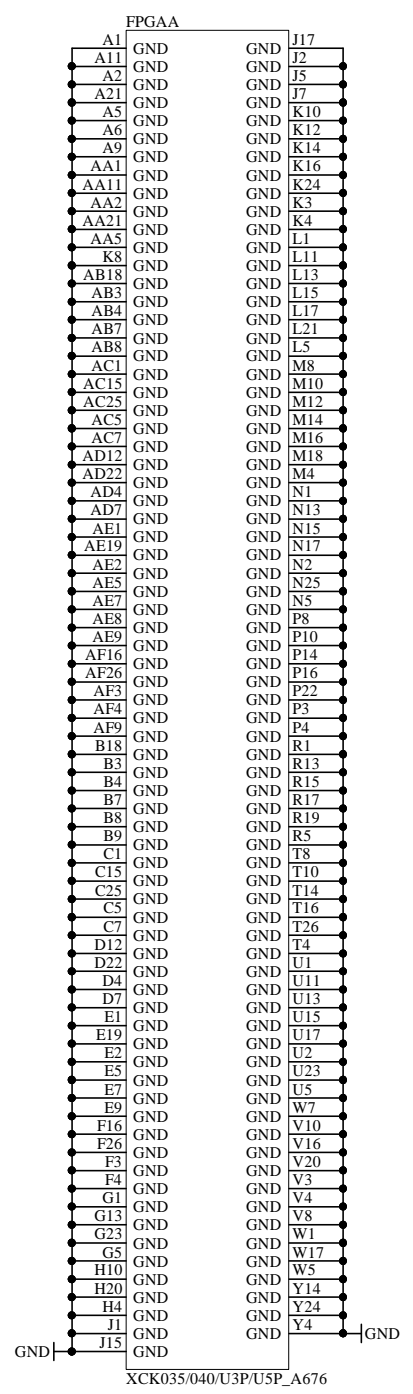 FPGAA
A1 GND GND J17
A11 GND GND J2
A2 GND GND J5
A21 GND GND J7
A5 GND GND K10
A6 GND GND K12
A9 GND GND K14
AA1 GND GND K16
AA11 GND GND K24
AA2 GND GND K3
AA21 GND GND K4
AA5 GND GND L1
K8 GND GND L11
AB18 GND GND L13
AB3 GND GND L15
AB4 GND GND L17
AB7 GND GND L21
AB8 GND GND L5
AC1 GND GND M8
AC15 GND GND M10
AC25 GND GND M12
AC5 GND GND M14
AC7 GND GND M16
AD12 GND GND M18
AD22 GND GND M4
AD4 GND GND N1
AD7 GND GND N13
AE1 GND GND N15
AE19 GND GND N17
AE2 GND GND N2
AE5 GND GND N25
AE7 GND GND N5
AE8 GND GND P8
AE9 GND GND P10
AF16 GND GND P14
AF26 GND GND P16
AF3 GND GND P22
AF4 GND GND P3
AF9 GND GND P4
B18 GND GND R1
B3 GND GND R13
B4 GND GND R15
B7 GND GND R17
B8 GND GND R19
B9 GND GND R5
C1 GND GND T8
C15 GND GND T10
C25 GND GND T14
C5 GND GND T16
C7 GND GND T26
D12 GND GND T4
D22 GND GND U1
D4 GND GND U11
D7 GND GND U13
E1 GND GND U15
E19 GND GND U17
E2 GND GND U2
E5 GND GND U23
E7 GND GND U5
E9 GND GND W7
F16 GND GND V10
F26 GND GND V16
F3 GND GND V20
F4 GND GND V3
G1 GND GND V4
G13 GND GND V8
G23 GND GND W1
G5 GND GND W17
H10 GND GND W5
H20 GND GND Y14
H4 GND GND Y24
J1 GND GND Y4 GND
GND J15 GND
XCK035/040/U3P/U5P_A676